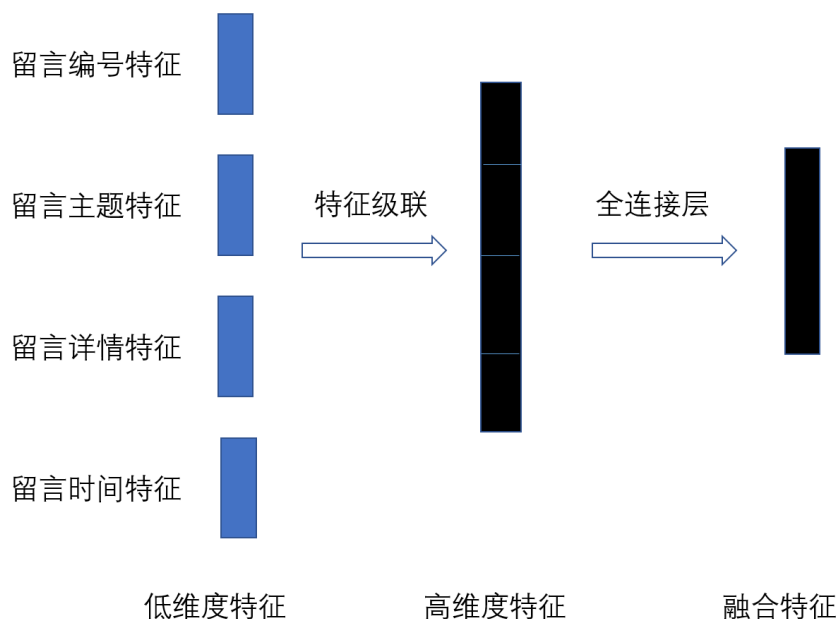 留言编号特征
留言主题特征
特征级联
全连接层
留言详情特征
留言时间特征
低维度特征
高维度特征
融合特征